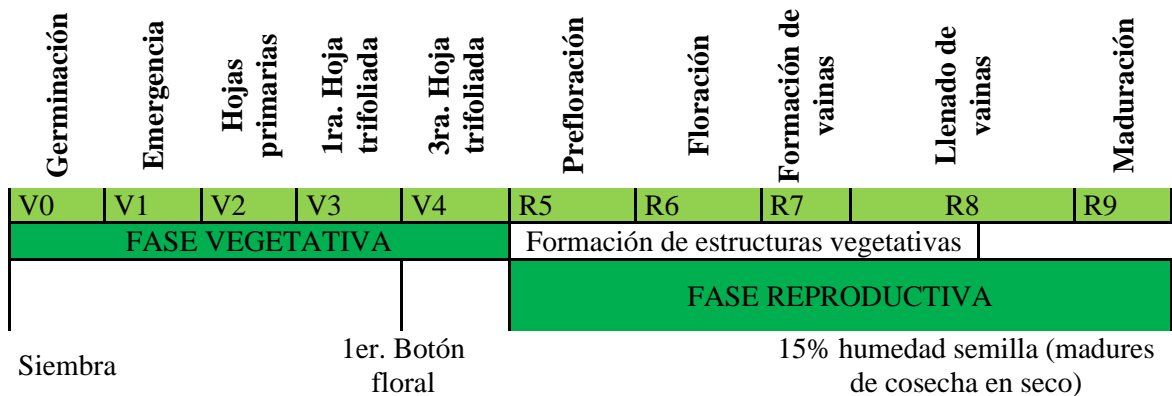 Germinación
Emergencia
Hojas
primarias
1ra. Hoja
trifoliada
3ra. Hoja
trifoliada
Prefloración
Floración
Formación de
vainas
Llenado de
vainas
Maduración
V0 V1 V2 V3 V4 R5 R6 R7 R8 R9
FASE VEGETATIVA Formación de estructuras vegetativas
FASE REPRODUCTIVA
Siembra
1er. Botón
floral
15% humedad semilla (madures
de cosecha en seco)